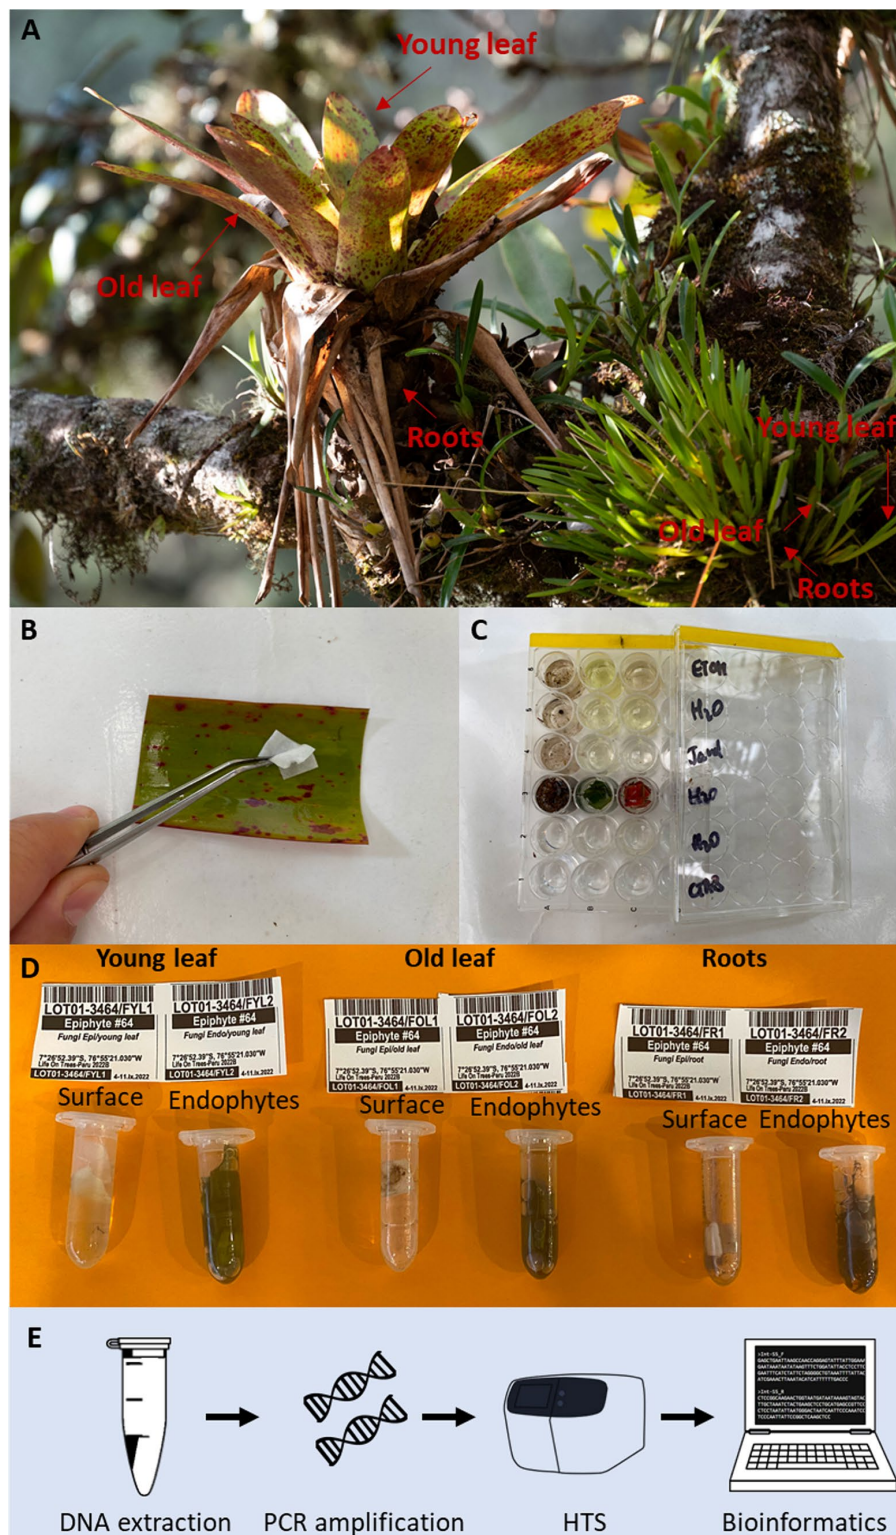 A
Young leaf
Old leaf
Roots
Young leaf
Old leaf
Roots
B
C
EtOH
H2O
H2O
H2O
6
5
4
3
2
1
A
B
C
D
Young leaf
Old leaf
Roots
LOT01-3464/FYL1
Epiphyte #64
Fungi Epi/young leaf
7°26'52.39"S, 76°55'21.030"W
Life On Trees-Peru 2022B
LOT01-3464/FYL1
4-11.ix.2022
LOT01-3464/FYL2
Epiphyte #64
Fungi Endo/young leaf
7°26'52.39"S, 76°55'21.030"W
Life On Trees-Peru 2022B
LOT01-3464/FYL2
4-11.ix.2022
LOT01-3464/FOL1
Epiphyte #64
Fungi Epi/old leaf
7°26'52.39"S, 76°55'21.030"W
Life On Trees-Peru 2022B
LOT01-3464/FOL1
4-11.ix.2022
LOT01-3464/FOL2
Epiphyte #64
Fungi Endo/old leaf
7°26'52.39"S, 76°55'21.030"W
Life On Trees-Peru 2022B
LOT01-3464/FOL2
4-11.ix.2022
LOT01-3464/FR1
Epiphyte #64
Fungi Epi/root
7°26'52.39"S, 76°55'21.030"W
Life On Trees-Peru 2022B
LOT01-3464/FR1
4-11.ix.2022
LOT01-3464/FR2
Epiphyte #64
Fungi Endo/root
7°26'52.39"S, 76°55'21.030"W
Life On Trees-Peru 2022B
LOT01-3464/FR2
4-11.ix.2022
Surface
Endophytes
Surface
Endophytes
Surface
Endophytes
E
>Int-SS_F
>Int-SS_R
DNA extraction
PCR amplification
HTS
Bioinformatics